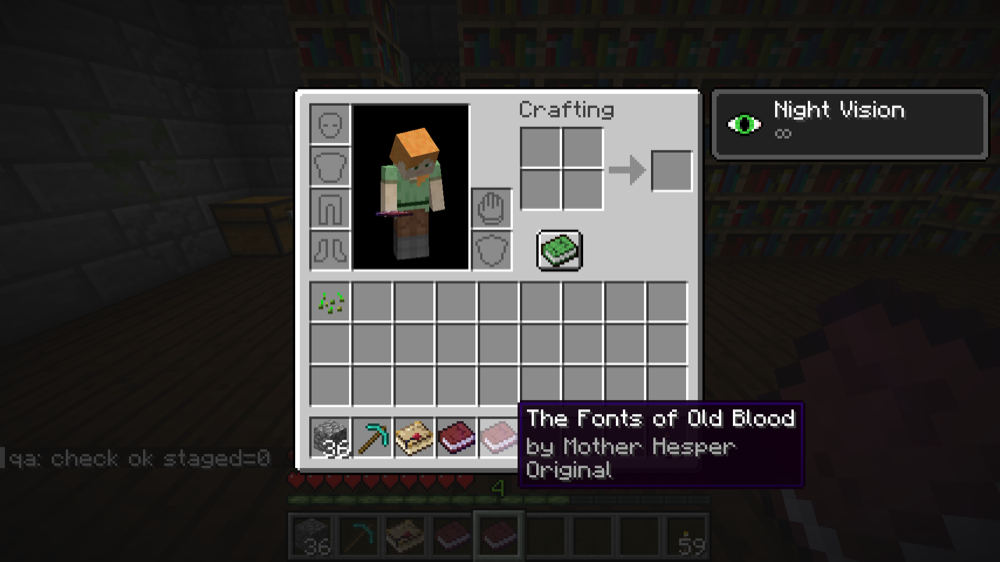 Crafting
Night Vision
∞
36
The Fonts of Old Blood
by Mother Hesper
Original
qa: check ok staged=0
4
36
59